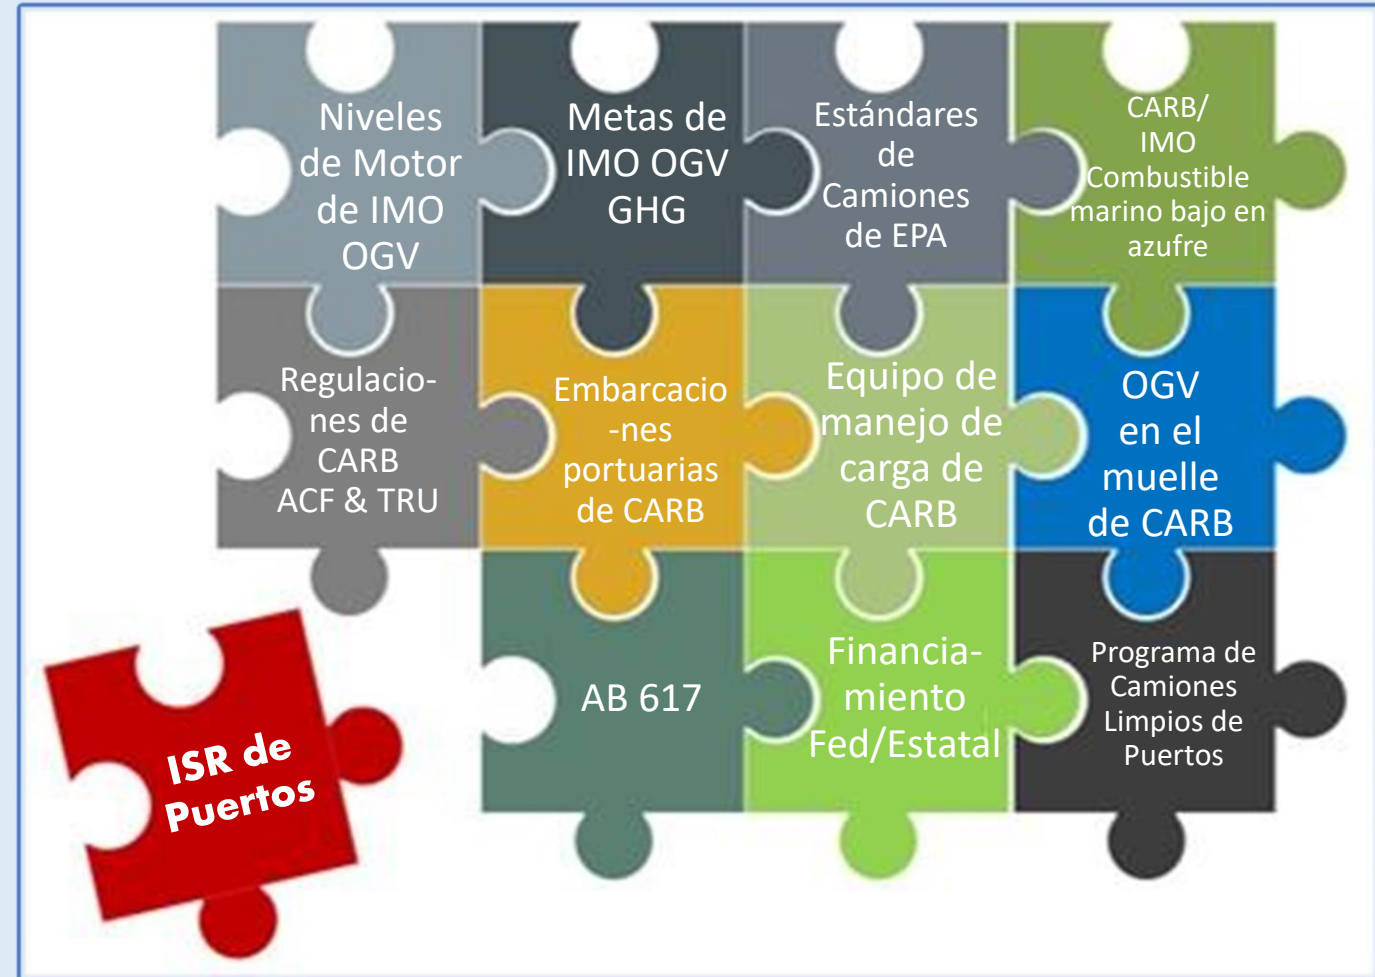 Niveles
de Motor
de IMO
OGV
Metas de
IMO OGV
GHG
Estándares
de
Camiones
de EPA
CARB/
IMO
Combustible
marino bajo en
azufre
Regulacio-
nes de
CARB
ACF & TRU
Embarcacio
-nes
portuarias
de CARB
Equipo de
manejo de
carga de
CARB
OGV
en el
muelle
de CARB
AB 617
Financia-
miento
Fed/Estatal
Programa de
Camiones
Limpios de
Puertos
ISR de
Puertos